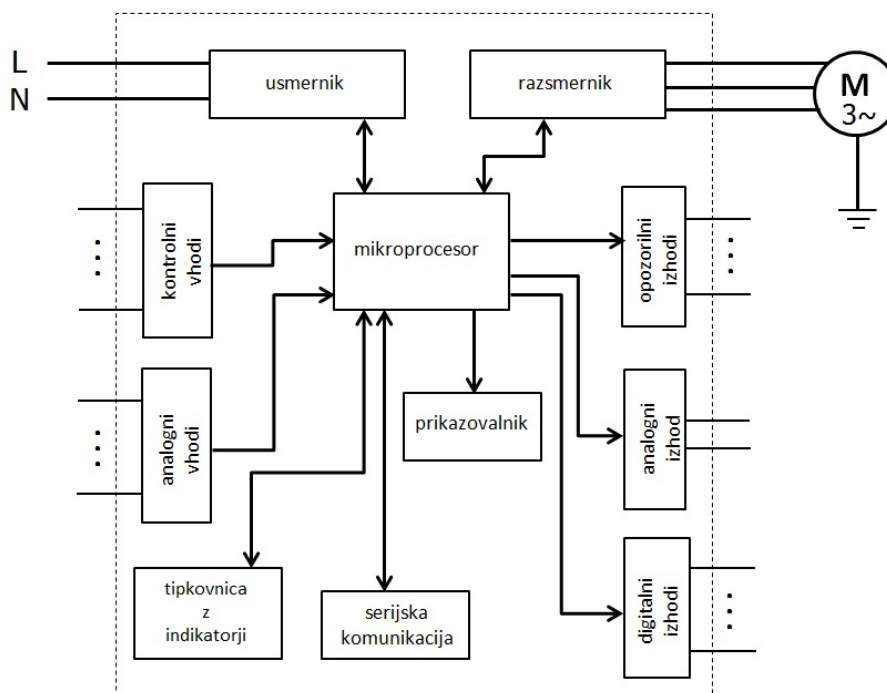 L
N
usmernik
razsmernik
M
3~
kontrolni
vhodi
mikroprocesor
opozorilni
izhodi
analogni
vhodi
prikazovalnik
analogni
izhod
tipkovnica
z
indikatorji
serijska
komunikacija
digitalni
izhodi